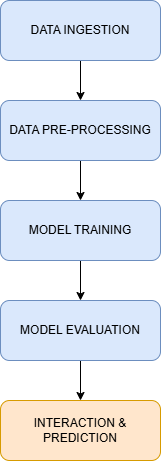 DATA INGESTION
DATA PRE-PROCESSING
MODEL TRAINING
MODEL EVALUATION
INTERACTION &
PREDICTION